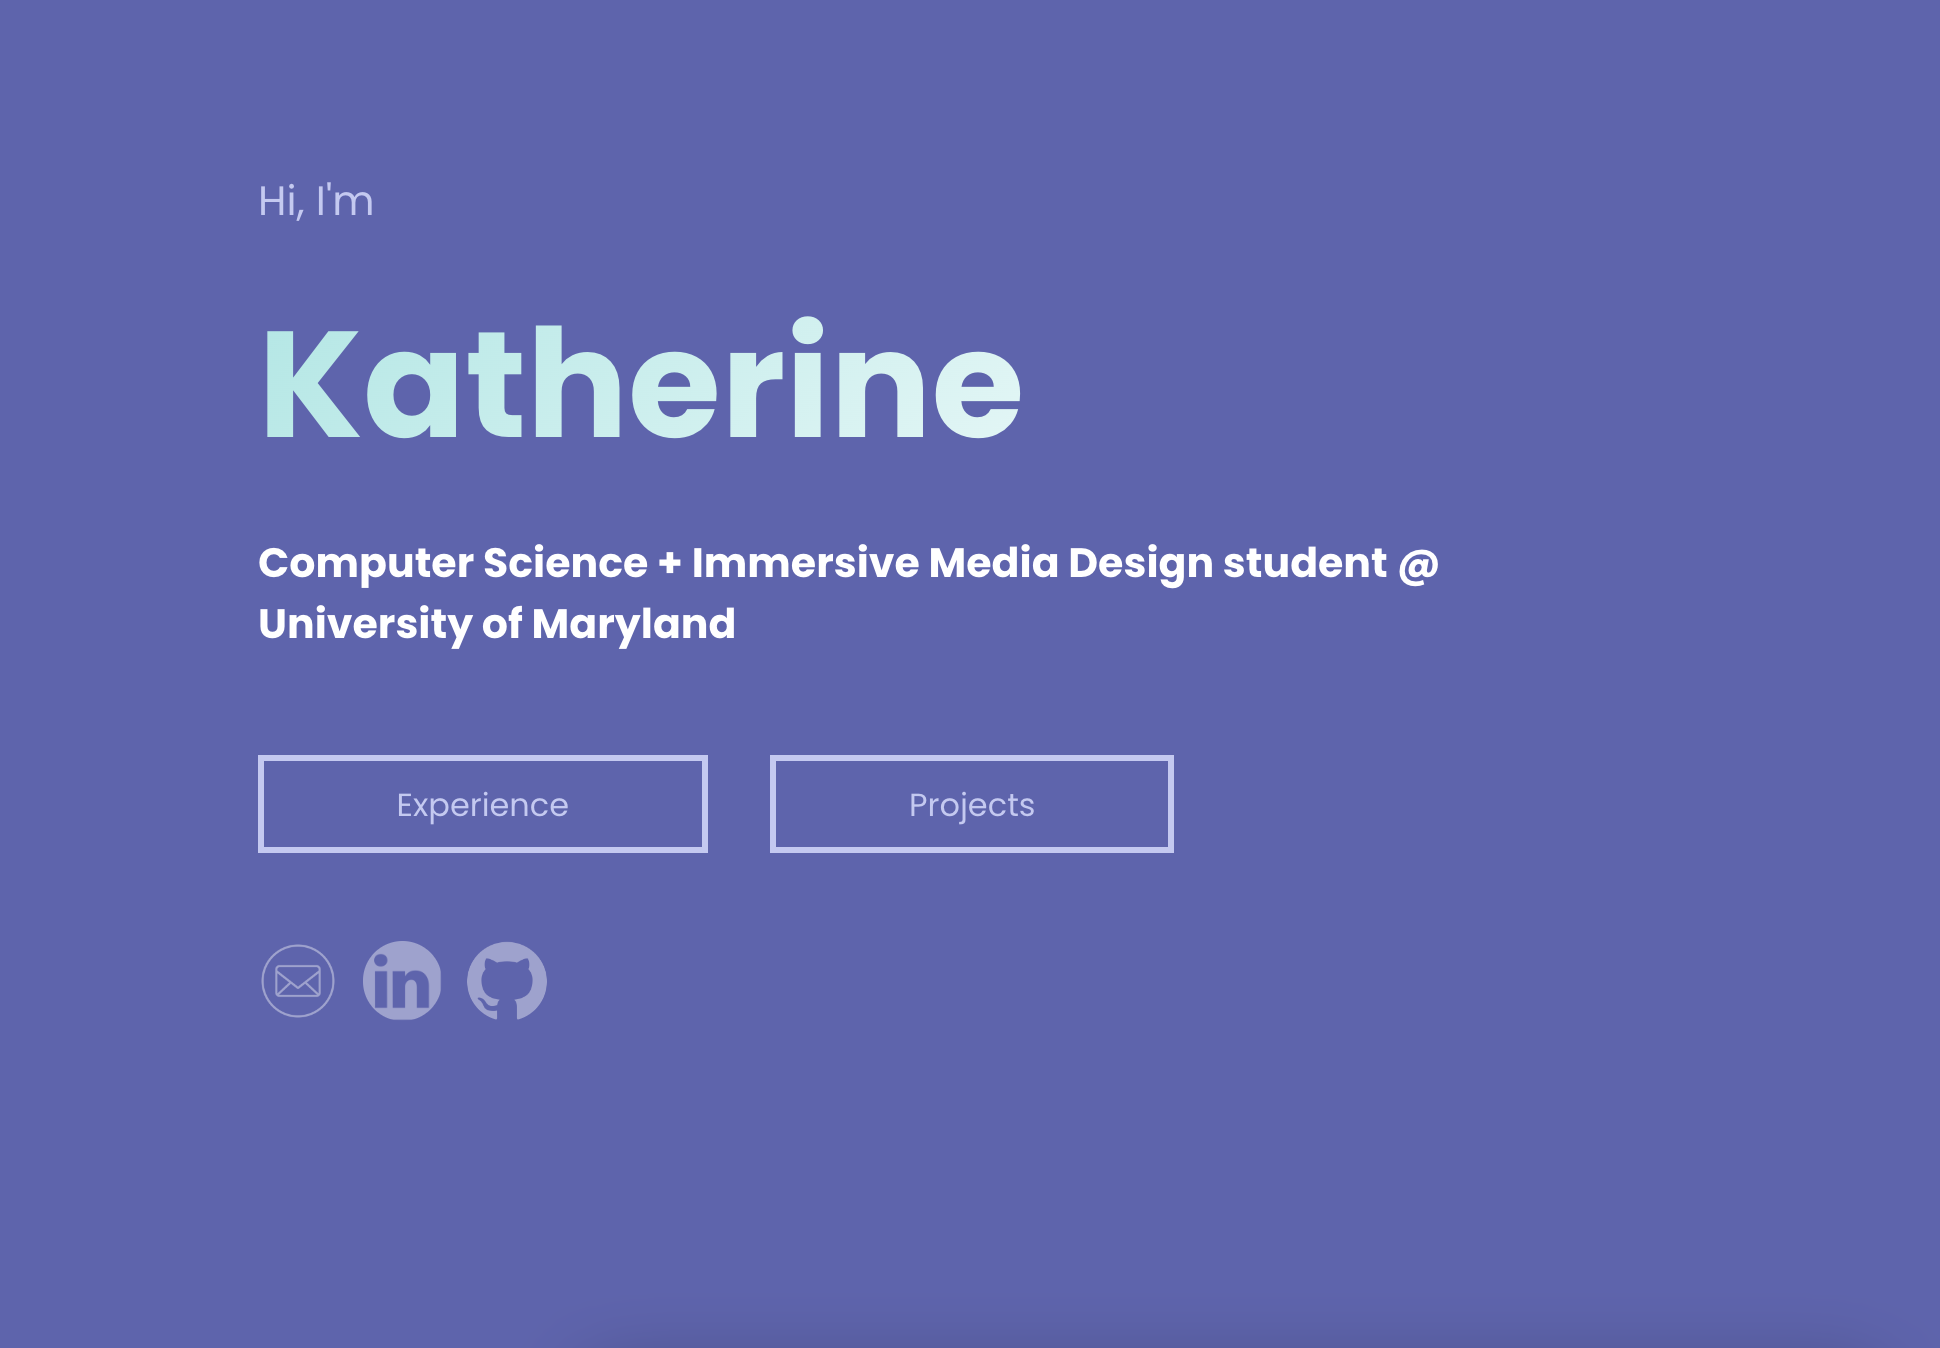 Hi, I'm
Katherine
Computer Science + Immersive Media Design student @
University of Maryland
Experience
Projects
in